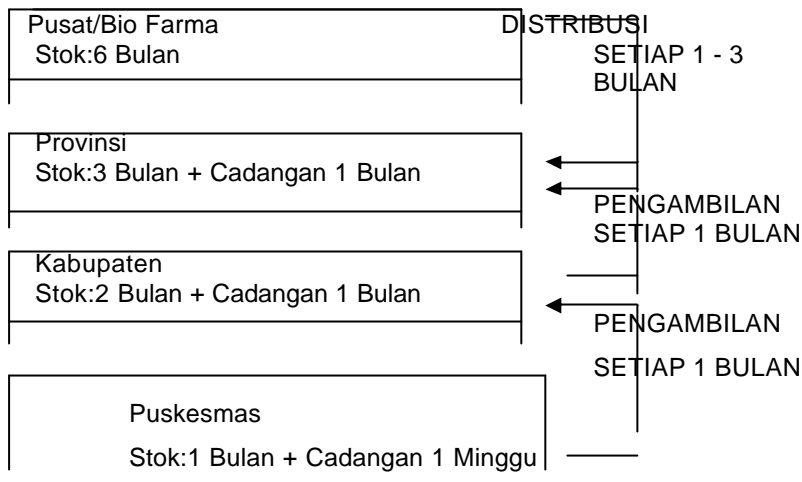 Pusat/Bio Farma
Stok:6 Bulan
DISTRIBUSI
SETIAP 1 - 3
BULAN
Provinsi
Stok:3 Bulan + Cadangan 1 Bulan
PENGAMBILAN
SETIAP 1 BULAN
Kabupaten
Stok:2 Bulan + Cadangan 1 Bulan
PENGAMBILAN
SETIAP 1 BULAN
Puskesmas
Stok:1 Bulan + Cadangan 1 Minggu